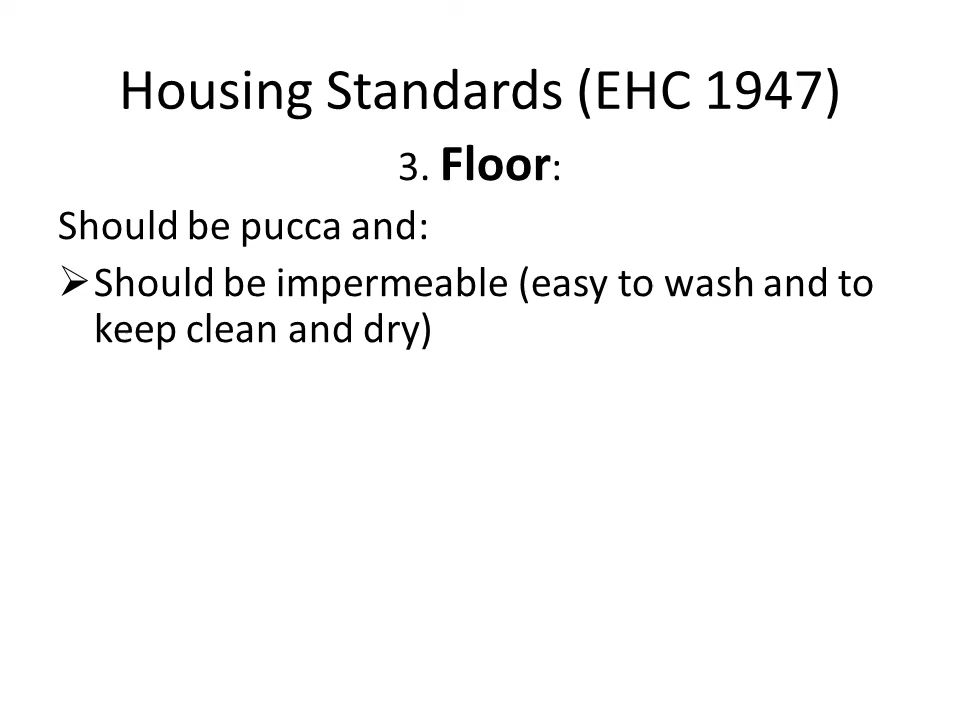 Housing Standards (EHC 1947)
3. Floor:
Should be pucca and:
➢Should be impermeable (easy to wash and to
keep clean and dry)